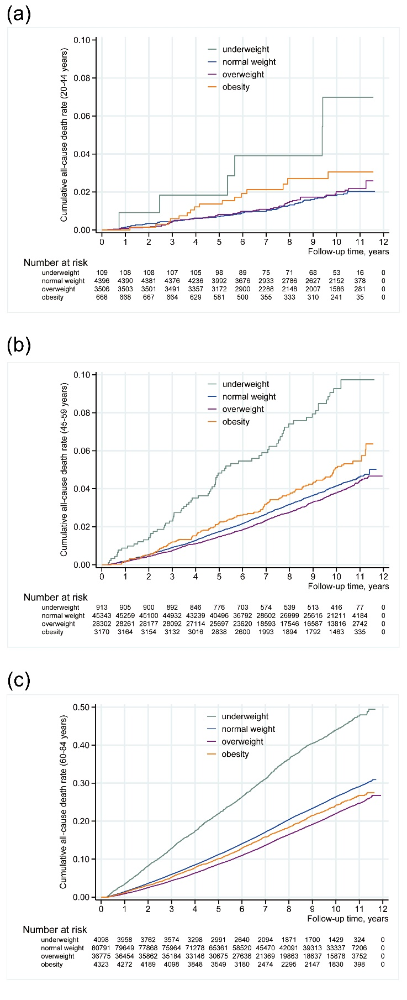 (a)
Cumulative all-cause death rate (20-44 years)
0.10
0.08
0.06
0.04
0.02
0.00
underweight
normal weight
overweight
obesity
0 1 2 3 4 5 6 7 8 9 10 11 12
Follow-up time, years
Number at risk
underweight 109 108 108 107 105 98 89 75 71 68 53 16 0
normal weight 4396 4390 4381 4376 4236 3992 3676 2933 2786 2627 2152 378 0
overweight 3506 3503 3501 3491 3357 3172 2900 2288 2148 2007 1586 281 0
obesity 668 668 667 664 629 581 500 355 333 310 241 35 0
(b)
Cumulative all-cause death rate (45-59 years)
0.10
0.08
0.06
0.04
0.02
0.00
underweight
normal weight
overweight
obesity
0 1 2 3 4 5 6 7 8 9 10 11 12
Follow-up time, years
Number at risk
underweight 913 905 900 892 846 776 703 574 539 513 416 77 0
normal weight 45343 45259 45100 44932 43239 40496 36792 28602 26999 25615 21211 4184 0
overweight 28302 28261 28177 28092 27114 25697 23620 18593 17546 16587 13816 2742 0
obesity 3170 3164 3154 3132 3016 2838 2600 1993 1894 1792 1463 335 0
(c)
Cumulative all-cause death rate (60-84 years)
0.50
0.40
0.30
0.20
0.10
0.00
underweight
normal weight
overweight
obesity
0 1 2 3 4 5 6 7 8 9 10 11 12
Follow-up time, years
Number at risk
underweight 4098 3958 3762 3574 3298 2991 2640 2094 1871 1700 1429 324 0
normal weight 80791 79649 77868 75964 71278 65361 58520 45470 42091 39313 33337 7206 0
overweight 36775 36454 35862 35184 33146 30675 27636 21369 19863 18637 15878 3752 0
obesity 4323 4272 4189 4098 3848 3549 3180 2474 2295 2147 1830 398 0